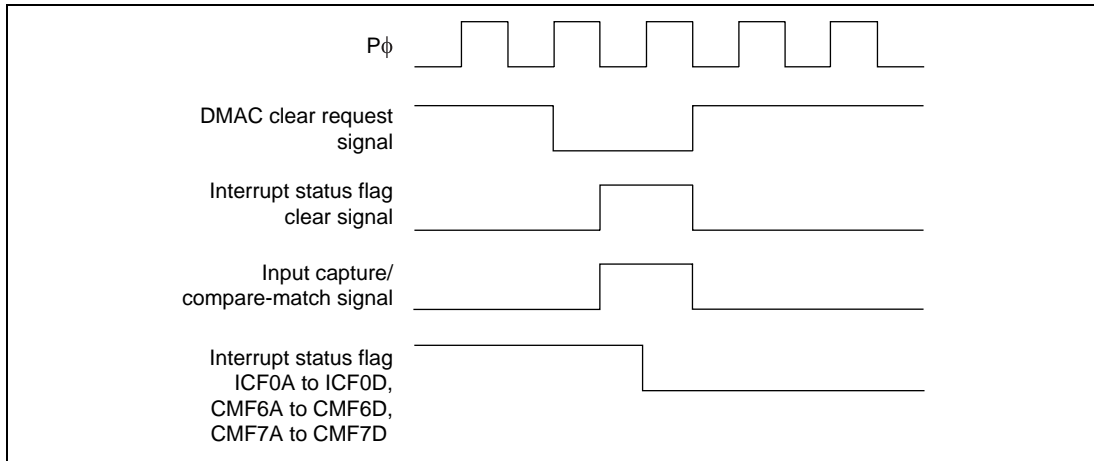 Pϕ
DMAC clear request
signal
Interrupt status flag
clear signal
Input capture/
compare-match signal
Interrupt status flag
ICF0A to ICF0D,
CMF6A to CMF6D,
CMF7A to CMF7D